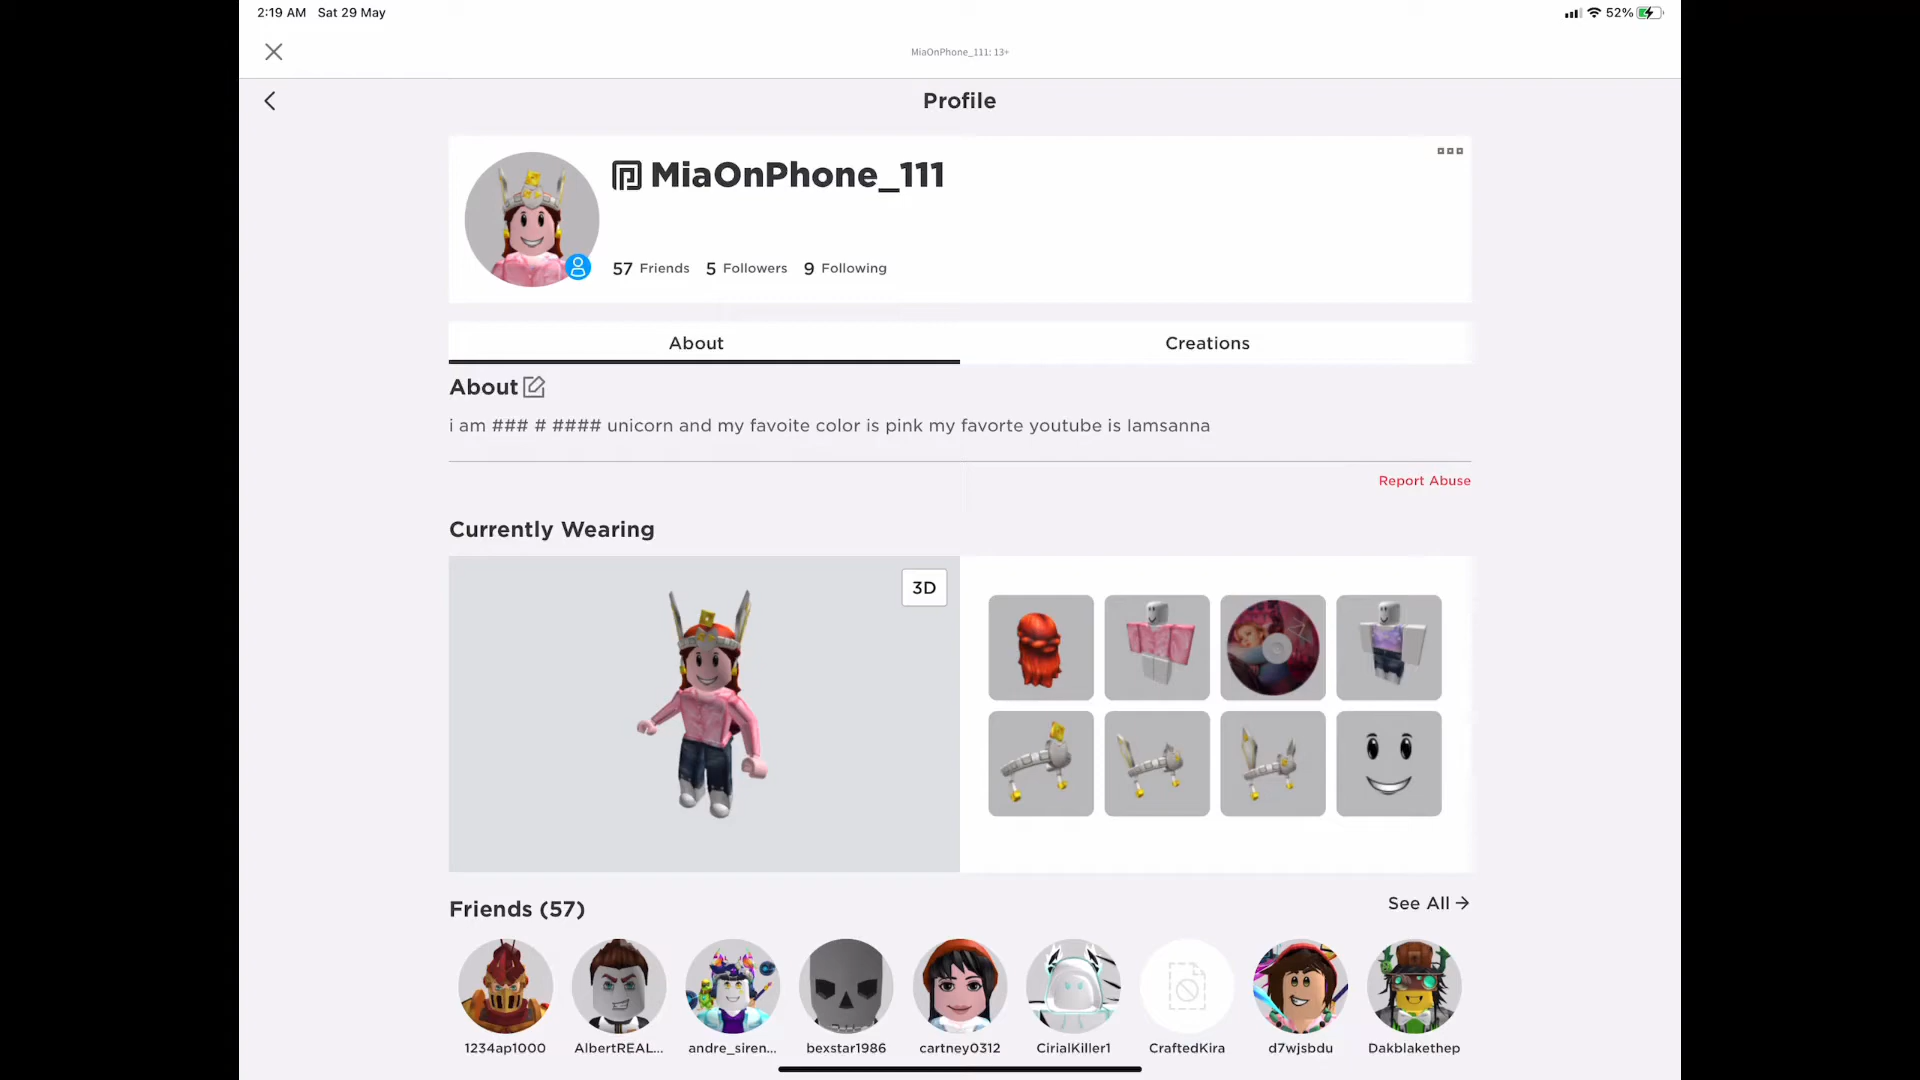 2:19 AM Sat 29 May
52%
MiaOnPhone_111: 13+
Profile
MiaOnPhone_111
57 Friends 5 Followers 9 Following
About Creations
About
i am ### # #### unicorn and my favoite color is pink my favorte youtube is lamsanna
Report Abuse
Currently Wearing
3D
Friends (57)
See All
1234ap1000 AlbertREAL... andre_siren... bexstar1986 cartney0312 CirialKiller1 CraftedKira d7wjsbdu Dakblakethep